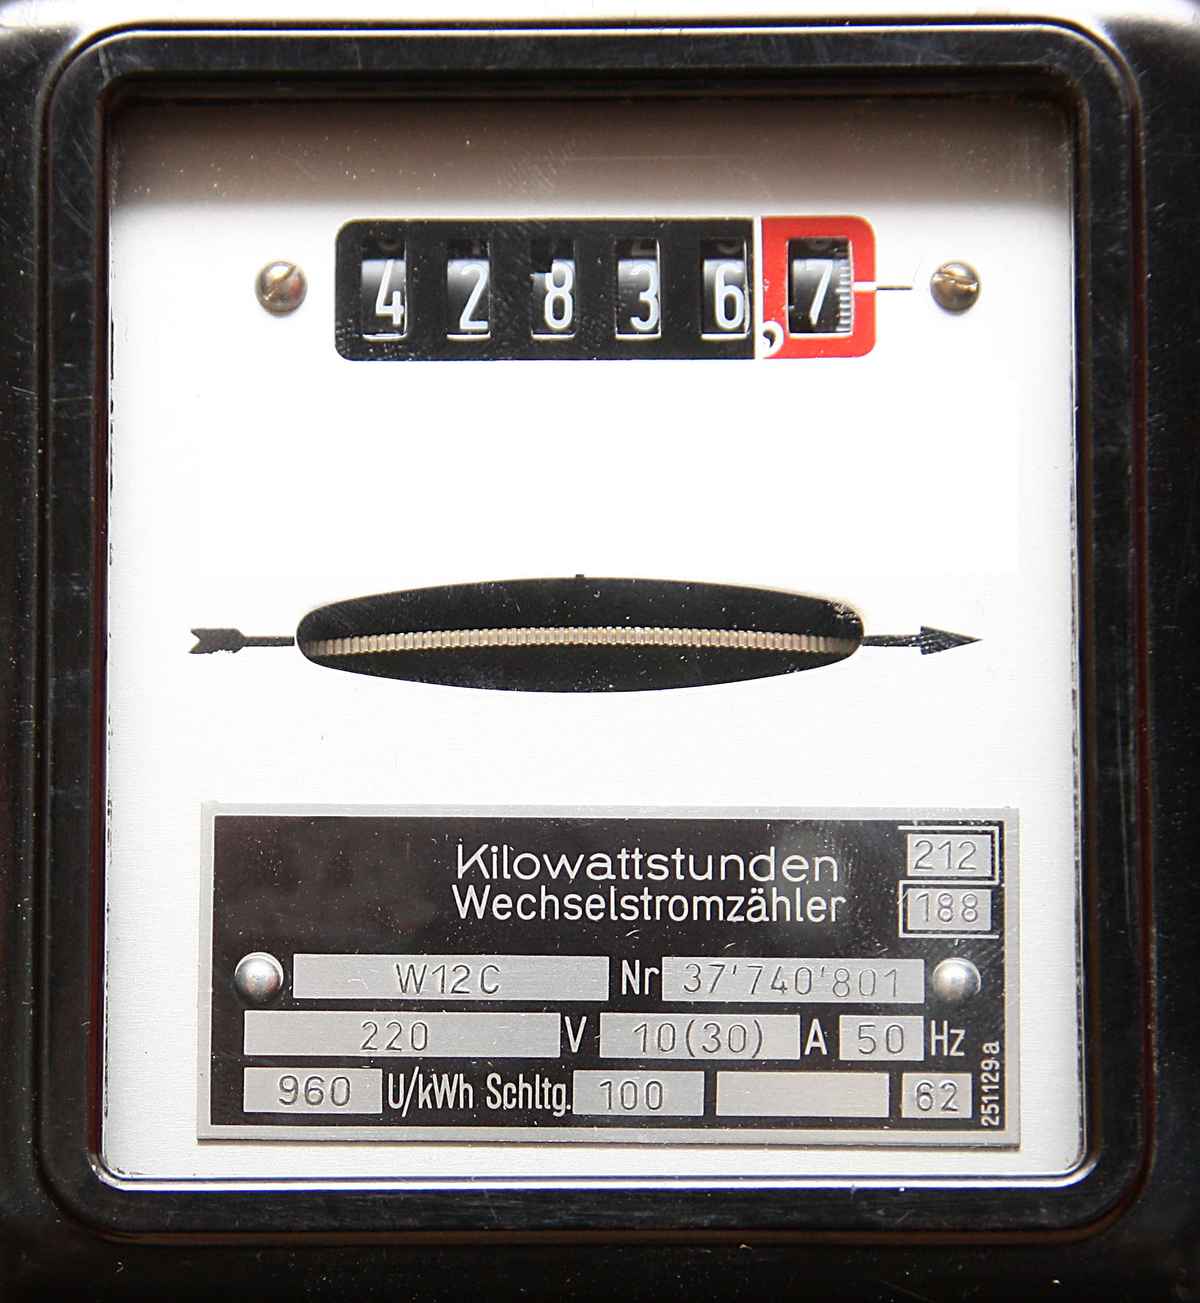 42836,7
Kilowattstunden
Wechselstromzähler
212
188
W12C Nr 37'740'801
220 V 10(30) A 50 Hz
960 U/kWh Schltg. 100 62
251129.a